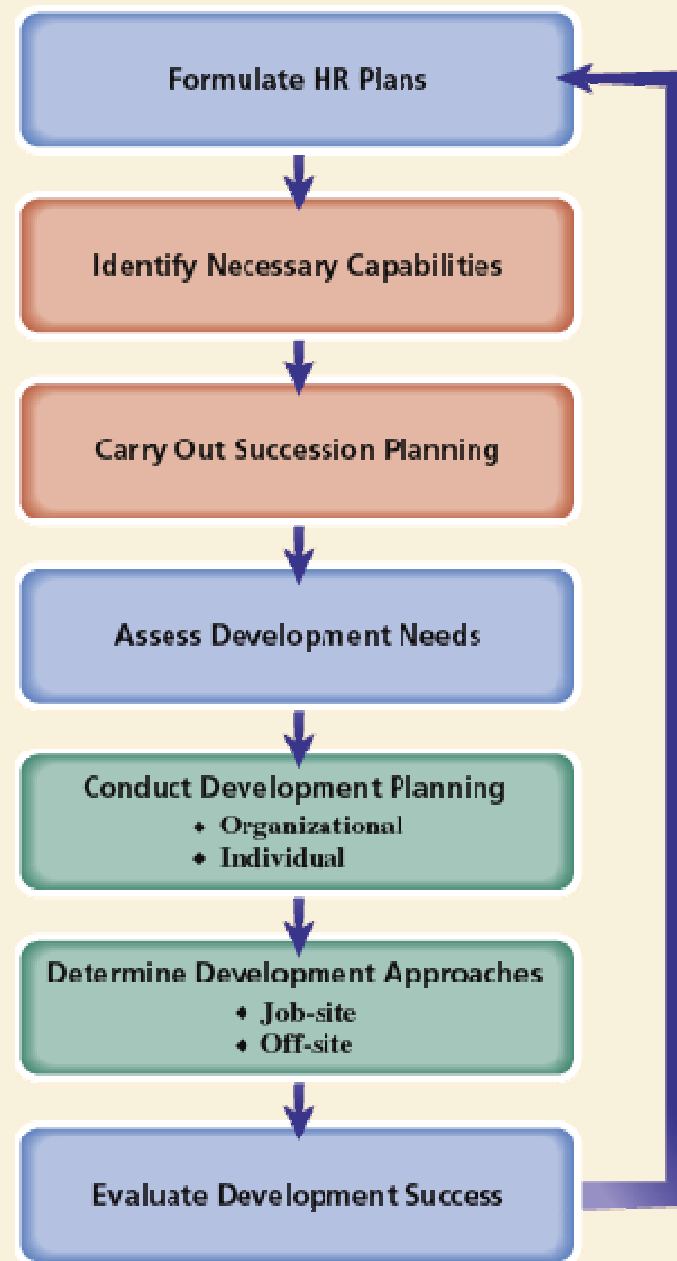 Formulate HR Plans
Identify Necessary Capabilities
Carry Out Succession Planning
Assess Development Needs
Conduct Development Planning
• Organizational
• Individual
Determine Development Approaches
• Job-site
• Off-site
Evaluate Development Success